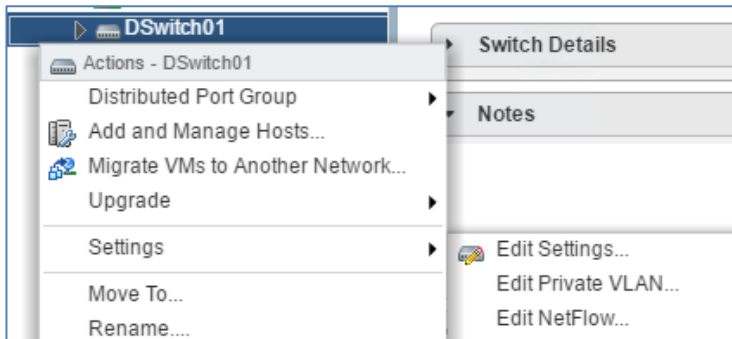 DSwitch01
Actions - DSwitch01
Distributed Port Group
Add and Manage Hosts...
Migrate VMs to Another Network...
Upgrade
Settings
Move To...
Rename....
Switch Details
Notes
Edit Settings...
Edit Private VLAN...
Edit NetFlow...